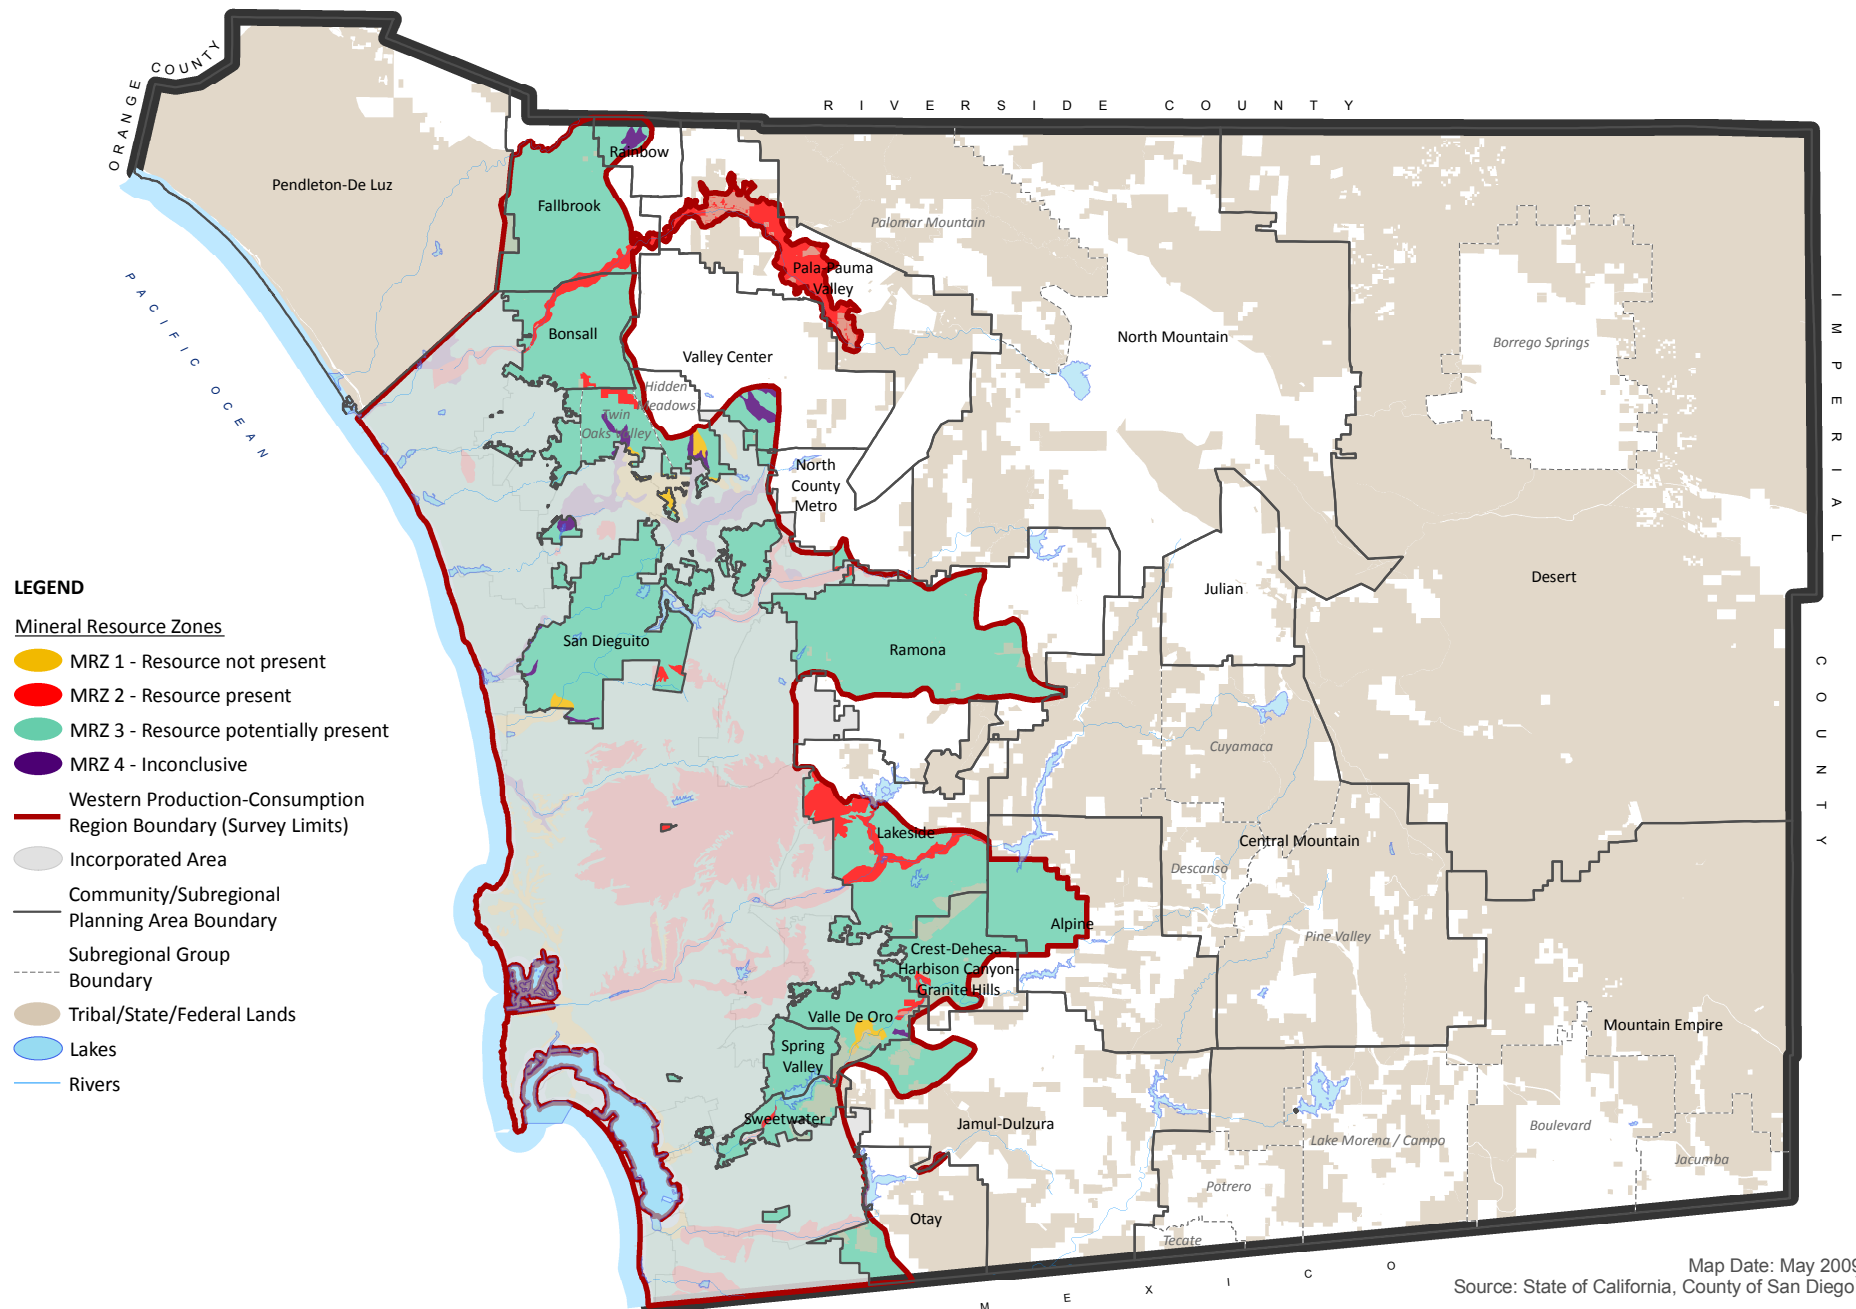 ORANGE COUNTY
RIVERSIDE COUNTY
IMPERIAL COUNTY
PACIFIC OCEAN
MEXICO
Pendleton-De Luz
Rainbow
Fallbrook
Palomar Mountain
Pala-Pauma
Valley
Bonsall
Valley Center
North Mountain
Borrego Springs
Hidden
Meadows
Twin
Oaks Valley
North
County
Metro
Desert
Julian
San Dieguito
Ramona
Cuyamaca
Lakeside
Central Mountain
Descanso
Alpine
Pine Valley
Crest-Dehesa-
Harbison Canyon-
Granite Hills
Valle De Oro
Mountain Empire
Spring
Valley
Sweetwater
Jamul-Dulzura
Lake Morena / Campo
Boulevard
Jacumba
Potrero
Otay
Tecate
LEGEND
Mineral Resource Zones
MRZ 1 - Resource not present
MRZ 2 - Resource present
MRZ 3 - Resource potentially present
MRZ 4 - Inconclusive
Western Production-Consumption
Region Boundary (Survey Limits)
Incorporated Area
Community/Subregional
Planning Area Boundary
Subregional Group
Boundary
Tribal/State/Federal Lands
Lakes
Rivers
Map Date: May 2009
Source: State of California, County of San Diego